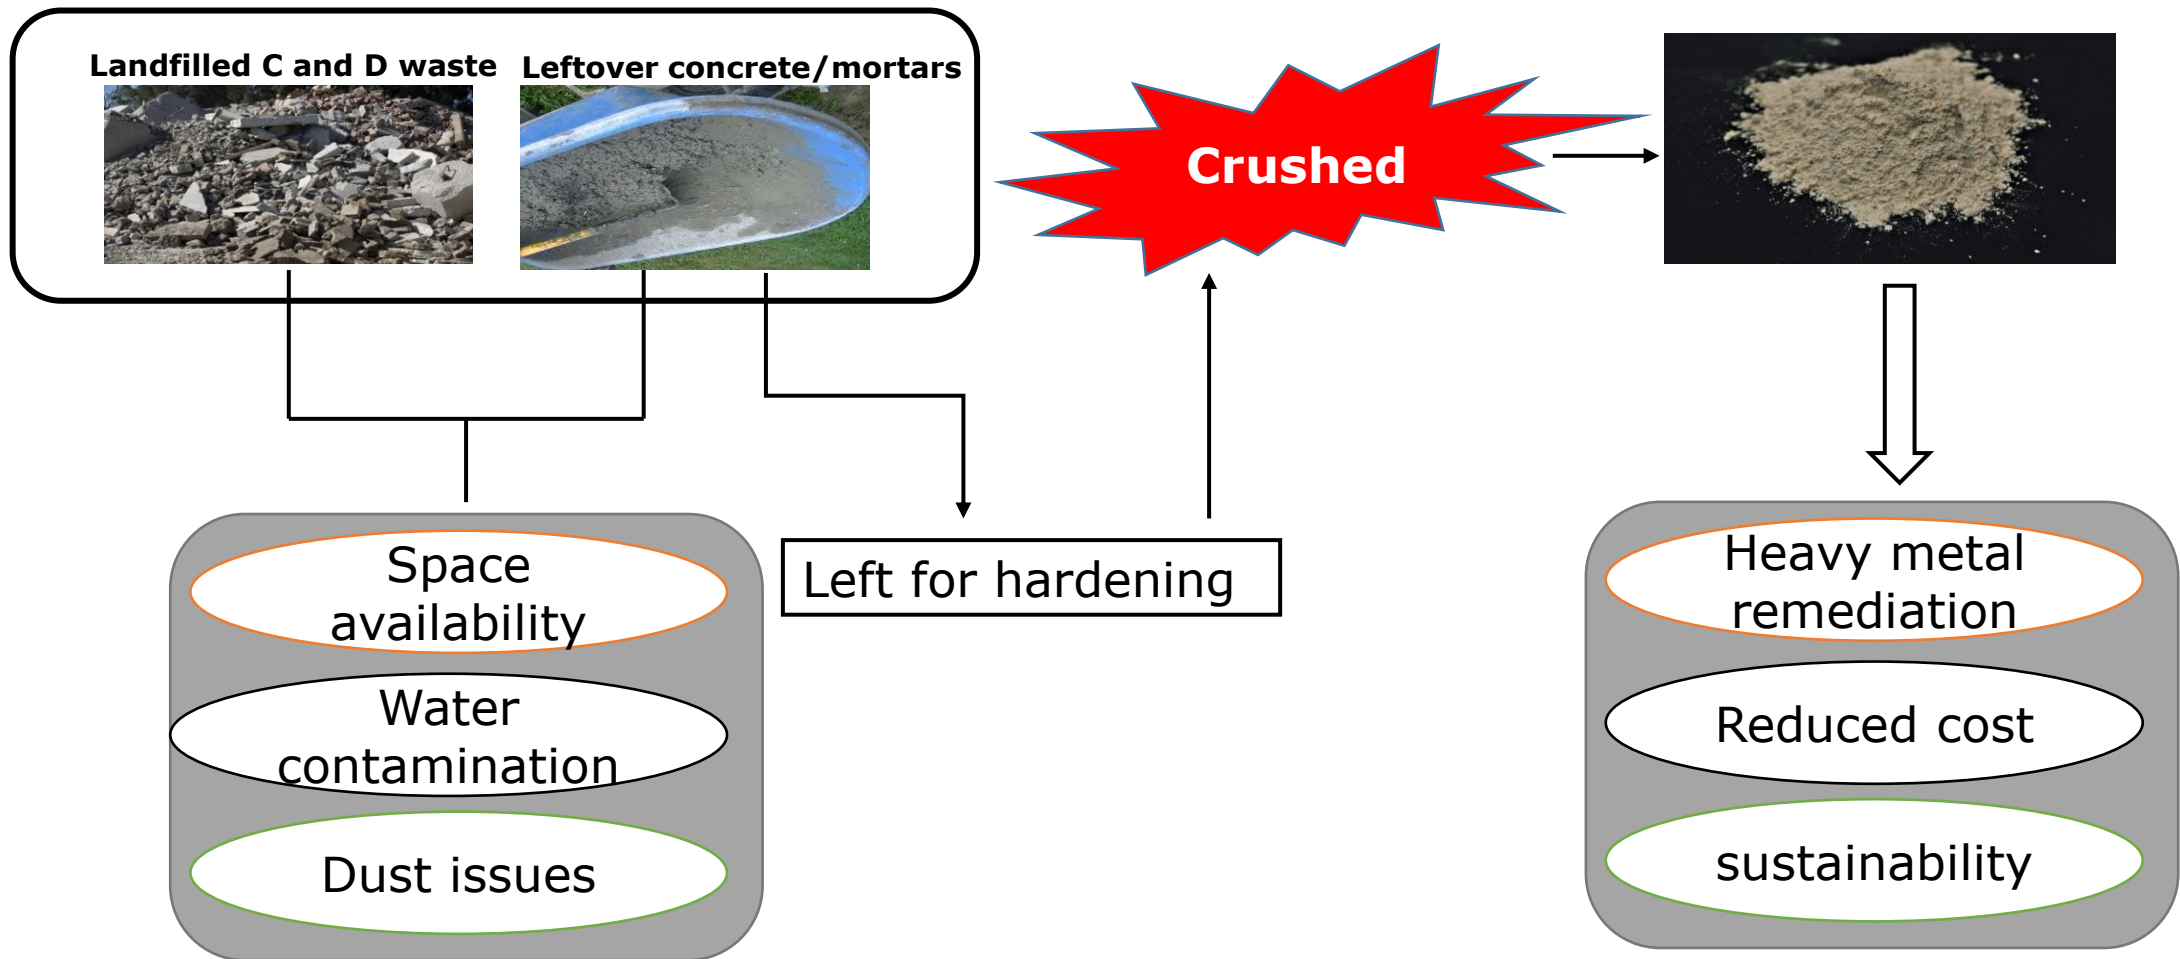 Landfilled C and D waste
Leftover concrete/mortars
Crushed
Space
availability
Water
contamination
Dust issues
Left for hardening
Heavy metal
remediation
Reduced cost
sustainability